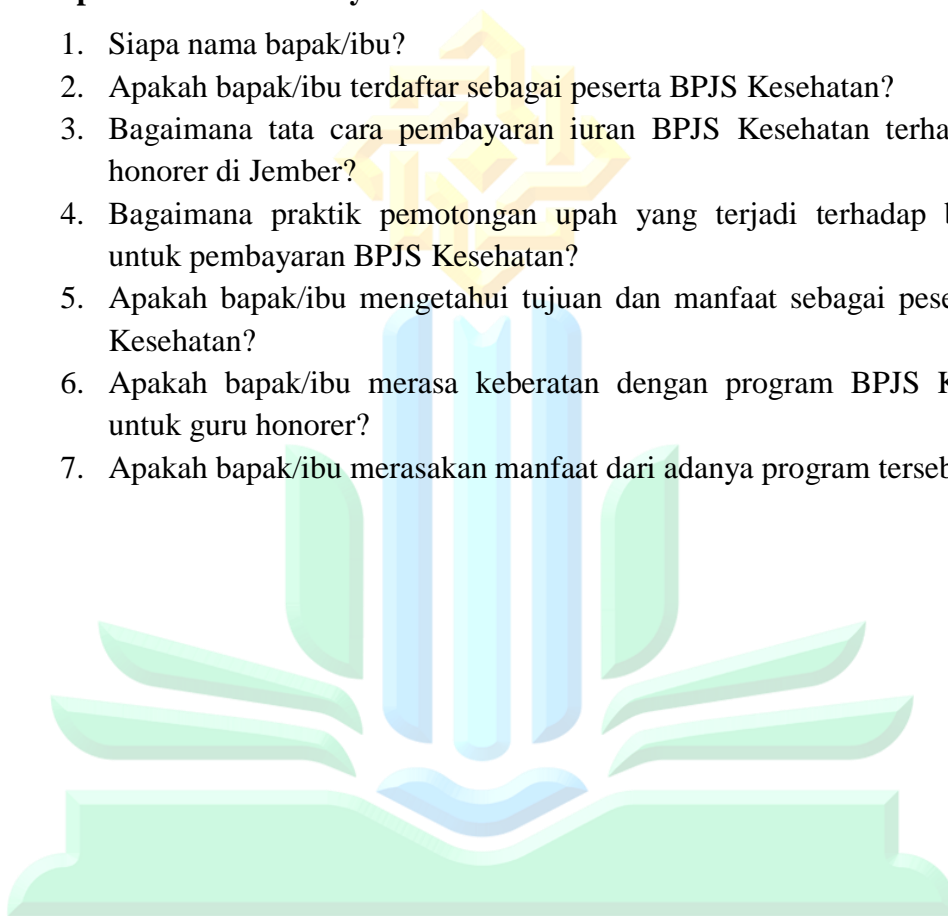 1. Siapa nama bapak/ibu?
2. Apakah bapak/ibu terdaftar sebagai peserta BPJS Kesehatan?
3. Bagaimana tata cara pembayaran iuran BPJS Kesehatan
honorer di Jember?
4. Bagaimana praktik pemotongan upah yang terjadi terhadap
untuk pembayaran BPJS Kesehatan?
5. Apakah bapak/ibu mengetahui tujuan dan manfaat sebagai
Kesehatan?
6. Apakah bapak/ibu merasa keberatan dengan program BPJS
untuk guru honorer?
7. Apakah bapak/ibu merasakan manfaat dari adanya program